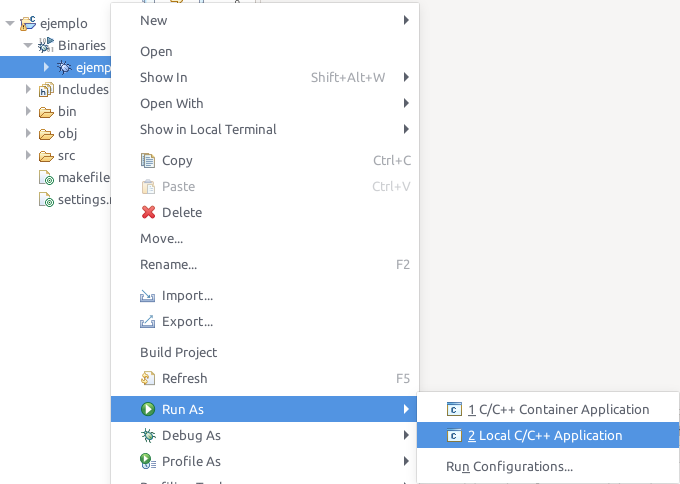 ejemplo
Binaries
Includes
bin
obj
src
makefile
New
Open
Show In Shift+Alt+W
Open With
Show in Local Terminal
Copy Ctrl+C
Paste Ctrl+V
Delete
Move...
Rename... F2
Import...
Export...
Build Project
Refresh F5
Run As
Debug As
Profile As
1 C/C++ Container Application
2 Local C/C++ Application
Run Configurations...